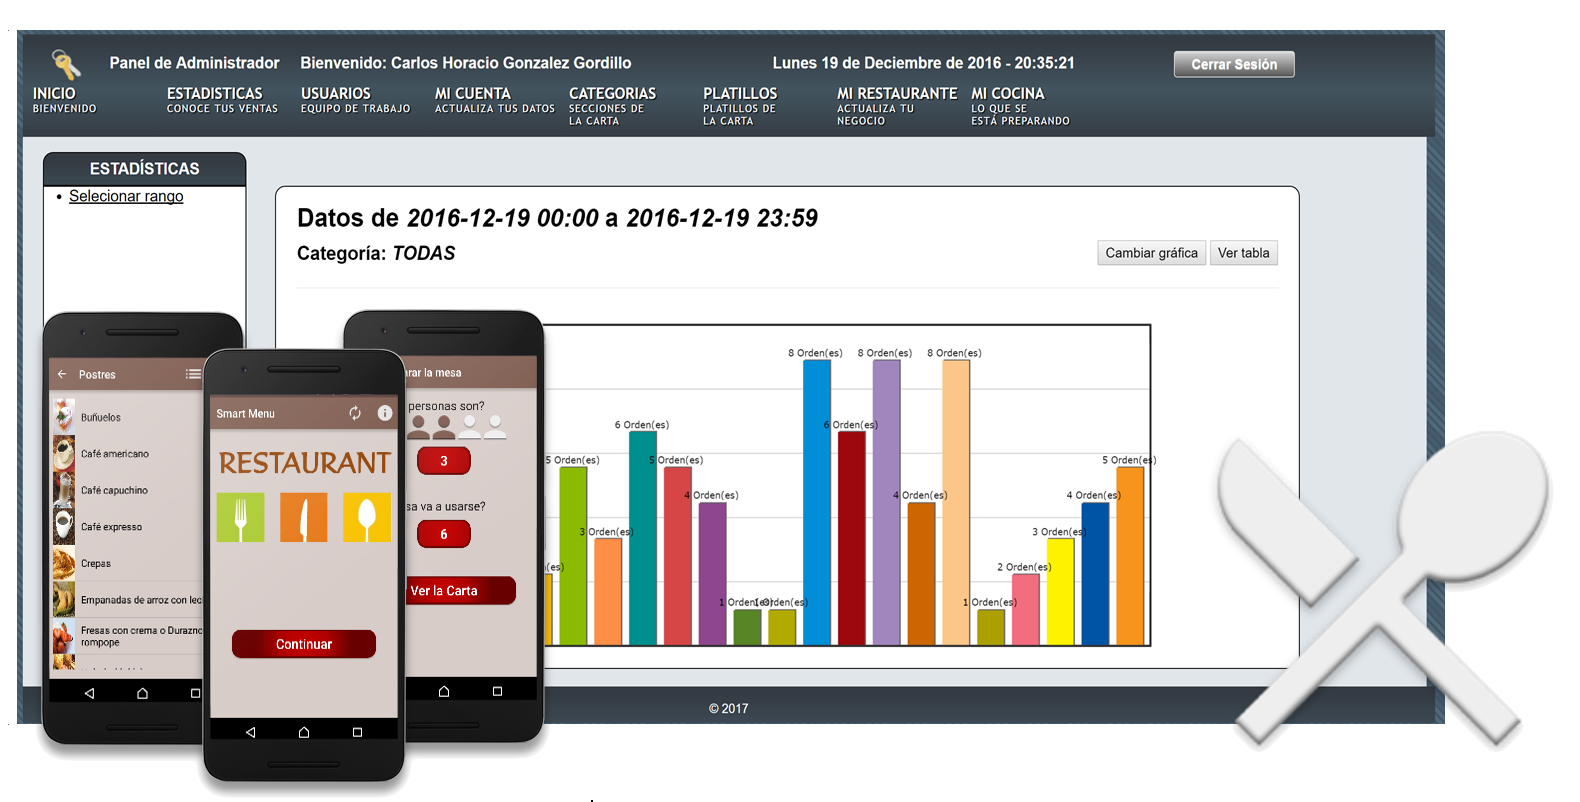 Panel de Administrador
Bienvenido: Carlos Horacio Gonzalez Gordillo
Lunes 19 de Deciembre de 2016 - 20:35:21
Cerrar Sesión
INICIO
BIENVENIDO
ESTADISTICAS
CONOCE TUS VENTAS
USUARIOS
EQUIPO DE TRABAJO
MI CUENTA
ACTUALIZA TUS DATOS
CATEGORIAS
SECCIONES DE
LA CARTA
PLATILLOS
PLATILLOS DE
LA CARTA
MI RESTAURANTE
ACTUALIZA TU
NEGOCIO
MI COCINA
LO QUE SE
ESTÁ PREPARANDO
ESTADÍSTICAS
• Selecionar rango
Datos de 2016-12-19 00:00 a 2016-12-19 23:59
Categoría: TODAS
Cambiar gráfica
Ver tabla
8 Orden(es)
8 Orden(es)
8 Orden(es)
6 Orden(es)
6 Orden(es)
5 Orden(es)
5 Orden(es)
5 Orden(es)
4 Orden(es)
4 Orden(es)
4 Orden(es)
3 Orden(es)
3 Orden(es)
(es)
2 Orden(es)
1 Orden(es)
1 Orden(es)
1 Orden(es)
Postres
Buñuelos
Café americano
Café capuchino
Café expresso
Crepas
Empanadas de arroz con lec
Fresas con crema o Durazno
rompope
Smart Menu
RESTAURANT
Continuar
rar la mesa
personas son?
3
sa va a usarse?
6
Ver la Carta
© 2017